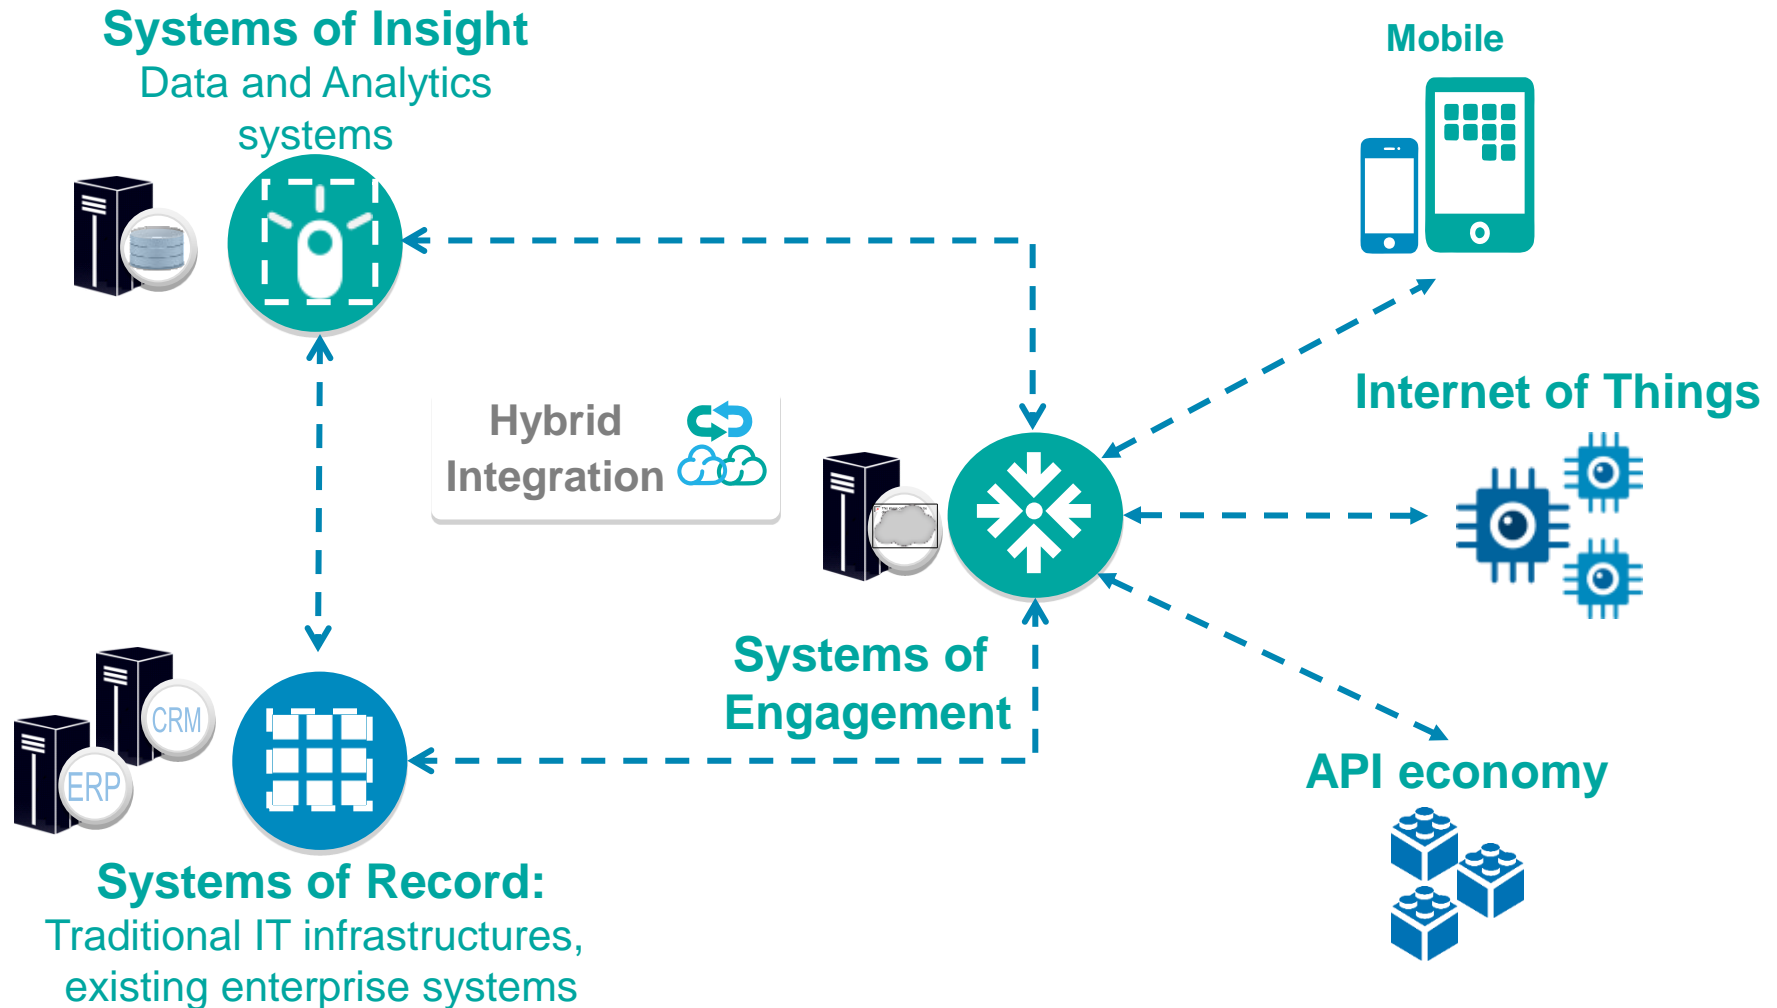 Systems of Insight
Data and Analytics
systems
Mobile
Internet of Things
Hybrid
Integration
Systems of
Engagement
CRM
ERP
API economy
Systems of Record:
Traditional IT infrastructures,
existing enterprise systems